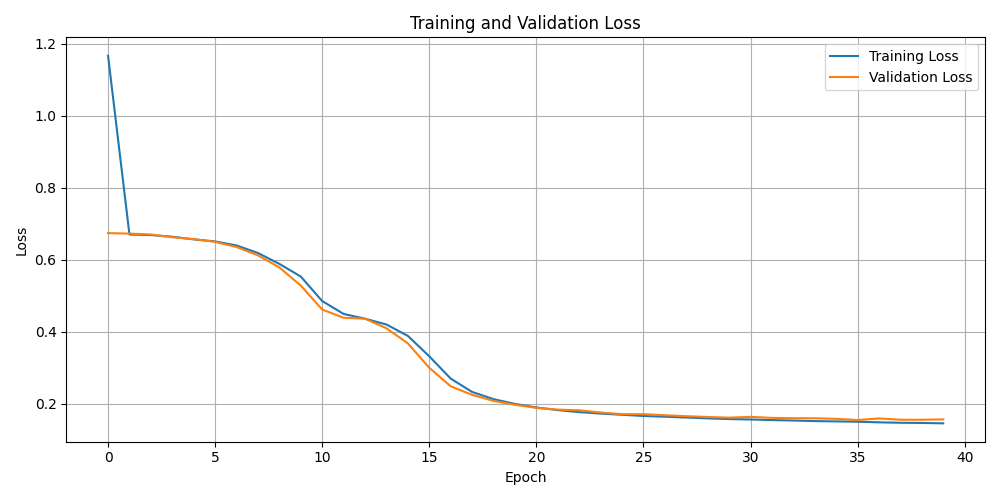 Training and Validation Loss
1.2
1.0
0.8
0.6
0.4
0.2
Loss
Training Loss
Validation Loss
0 5 10 15 20 25 30 35 40
Epoch